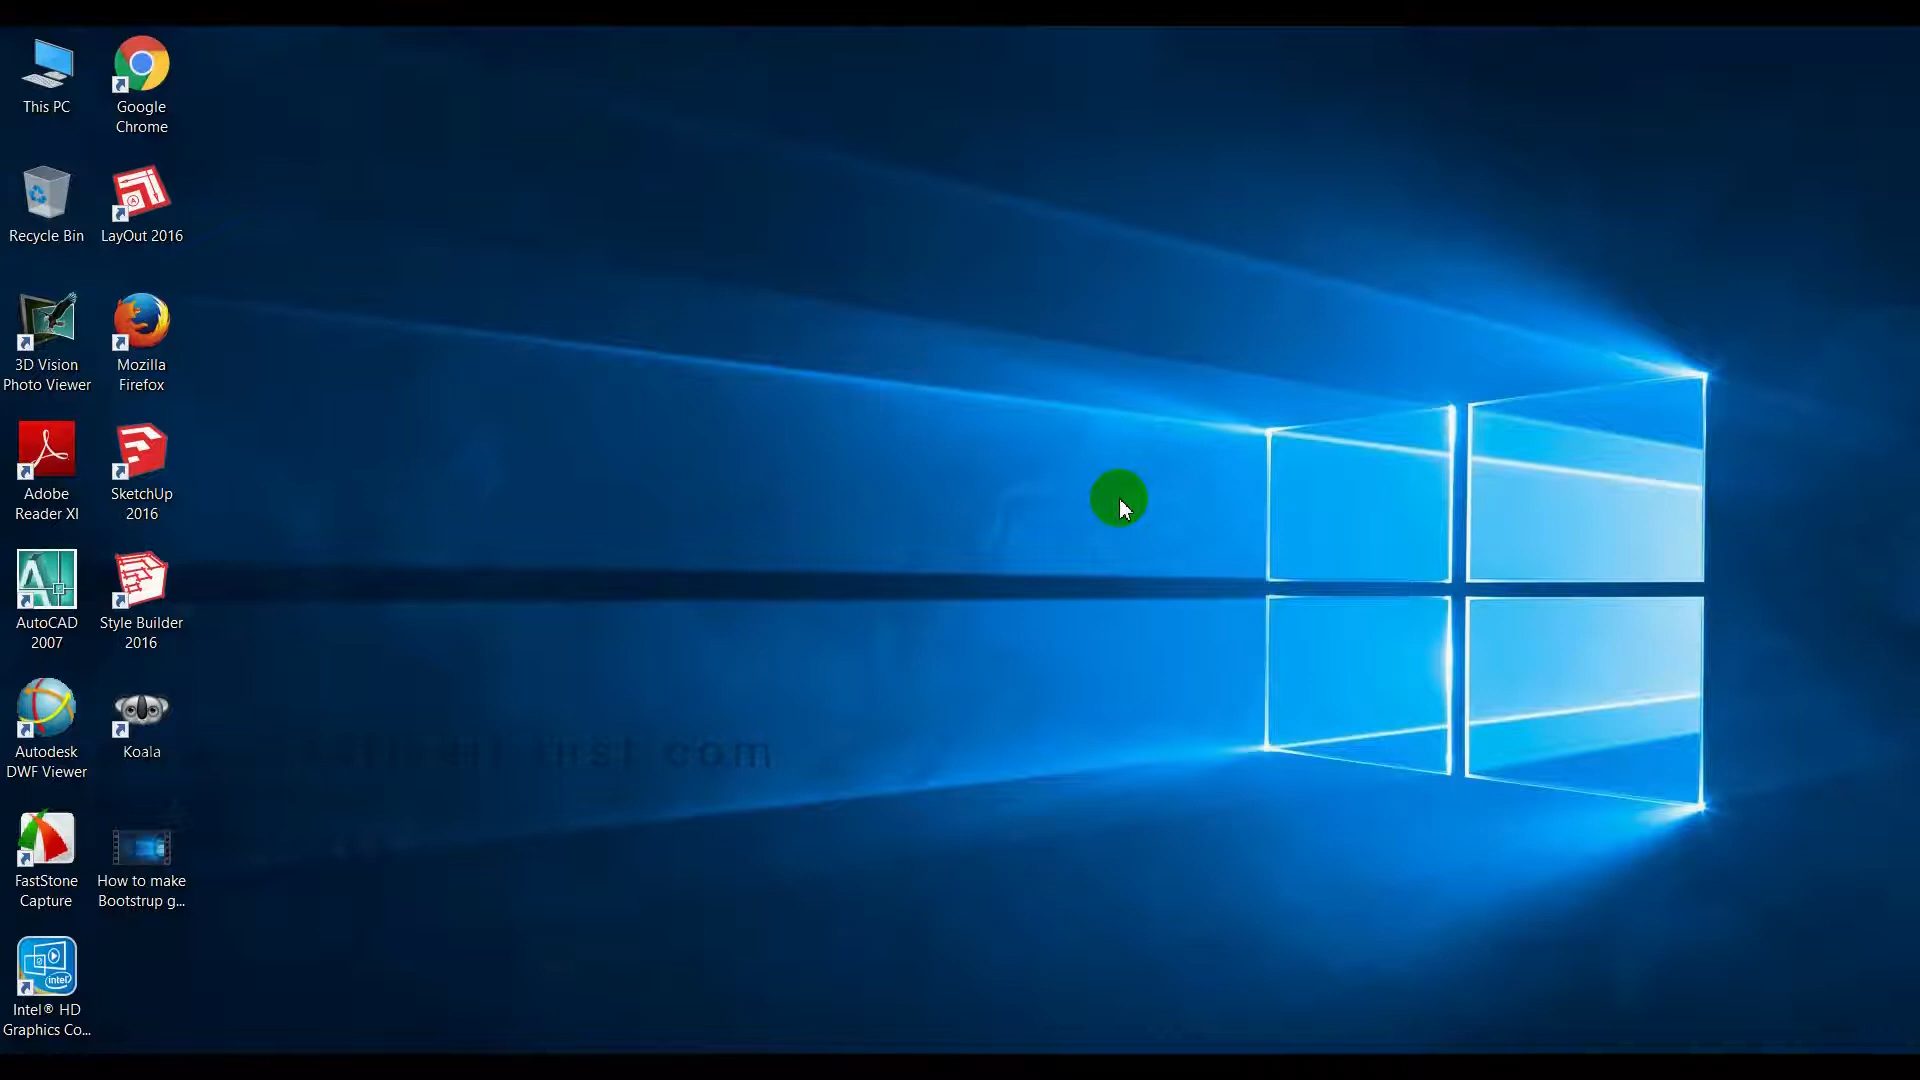 This PC
Google
Chrome
Recycle Bin
LayOut 2016
3D Vision
Photo Viewer
Mozilla
Firefox
Adobe
Reader XI
SketchUp
2016
AutoCAD
2007
Style Builder
2016
Autodesk
DWF Viewer
Koala
FastStone
Capture
How to make
Bootstrup g...
intel
Intel® HD
Graphics Co...